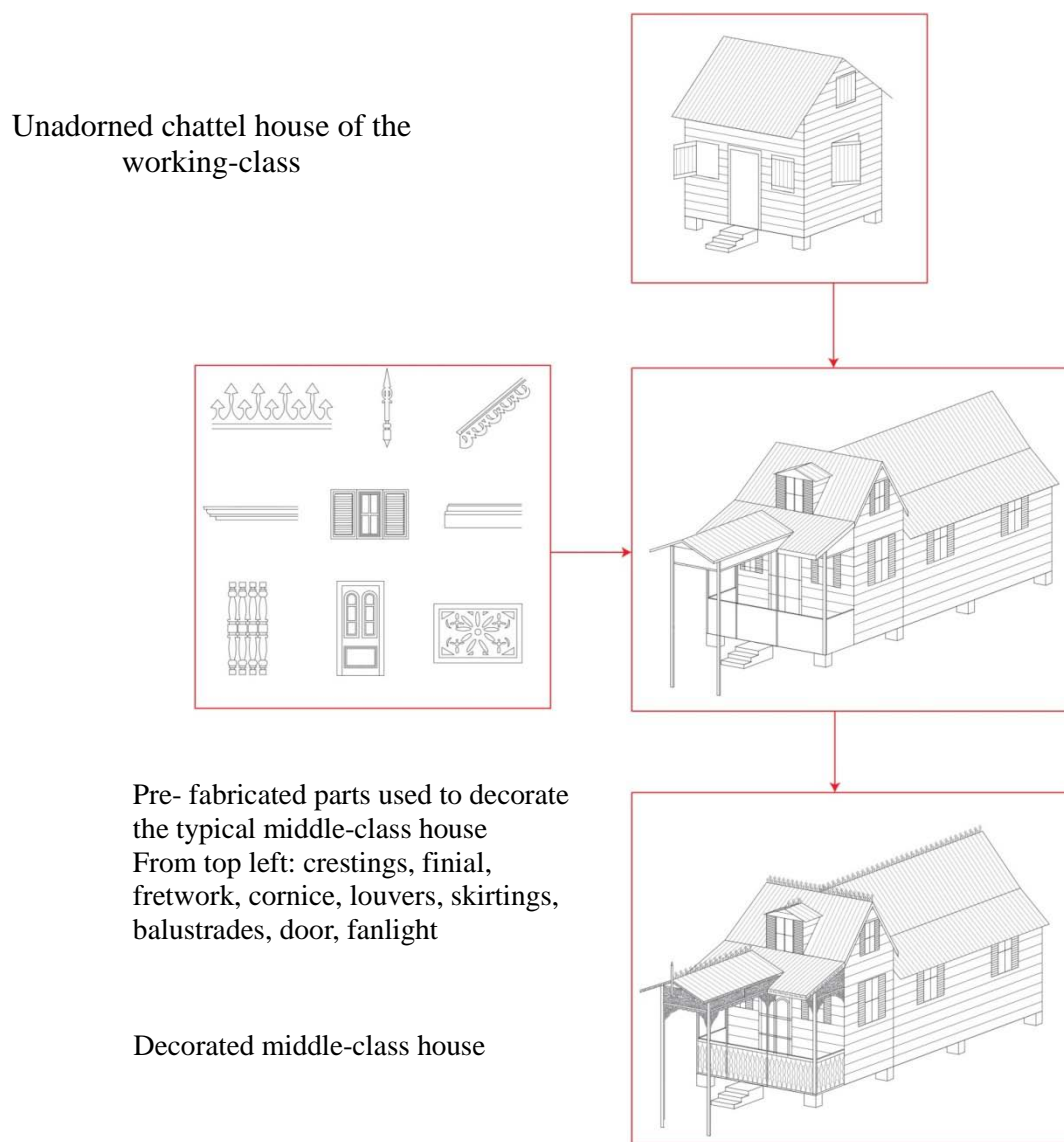 Unadorned chattel house of the
working-class
Pre- fabricated parts used to decorate
the typical middle-class house
From top left: crestings, finial,
fretwork, cornice, louvers, skirtings,
balustrades, door, fanlight
Decorated middle-class house